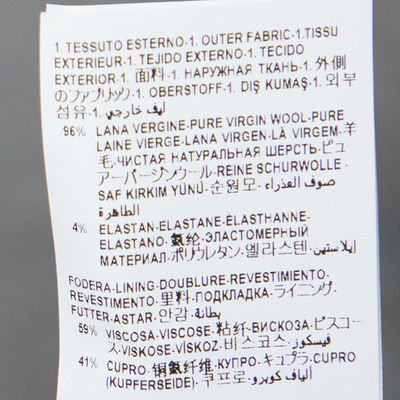 1. TESSUTO ESTERNO-1. OUTER FABRIC-1.TISSU
EXTERIEUR-1. TEJIDO EXTERNO-1. TECIDO
EXTERIOR-1. 面料-1. НАРУЖНАЯ ТКАНЬ-1. 外側
のファブリック-1. OBERSTOFF-1. DIŞ KUMAŞ-1. 외부
섬유-1. ليف خارجي-1.
96% LANA VERGINE-PURE VIRGIN WOOL-PURE
LAINE VIERGE-LANA VIRGEN-LÀ VIRGEM-羊
毛-ЧИСТАЯ НАТУРАЛЬНАЯ ШЕРСТЬ-ピュ
アーバージンウール-REINE SCHURWOLLE-
SAF KIRKIM YÜNÜ-순원모-صوف العذراء
الطاهرة
4% ELASTAN-ELASTANE-ÉLASTHANNE-
ELASTANO-氨纶-ЭЛАСТОМЕРНЫЙ
МАТЕРИАЛ-ポリウレタン-엘라스텐-إيلاستين
FODERA-LINING-DOUBLURE-REVESTIMIENTO-
REVESTIMENTO-里料-ПОДКЛАДКА-ライニング-
FUTTER-ASTAR-안감-بطانة
59% VISCOSA-VISCOSE-粘纤-ВИСКОЗА-ビスコー
ス-VISKOSE-VİSKOZ-비스코스-فيسكوز
41% CUPRO-铜氨纤维-КУПРО-キュプラ-CUPRO
(KUPFERSEIDE)-쿠프로-ألياف كوبرو